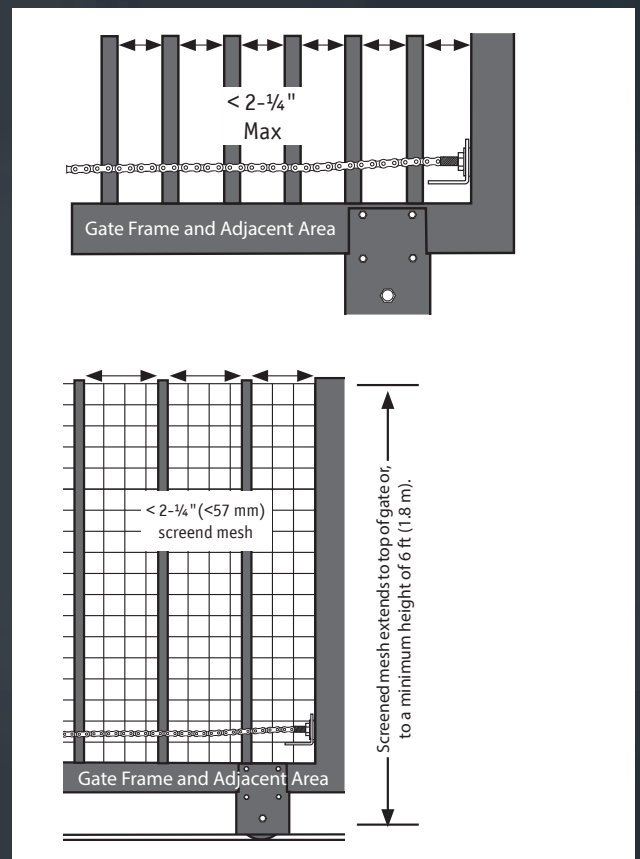 < 2-¼"
Max
Gate Frame and Adjacent Area
< 2-¼" (<57 mm)
screend mesh
Screened mesh extends to top of gate or,
to a minimum height of 6 ft (1.8 m).
Gate Frame and Adjacent Area